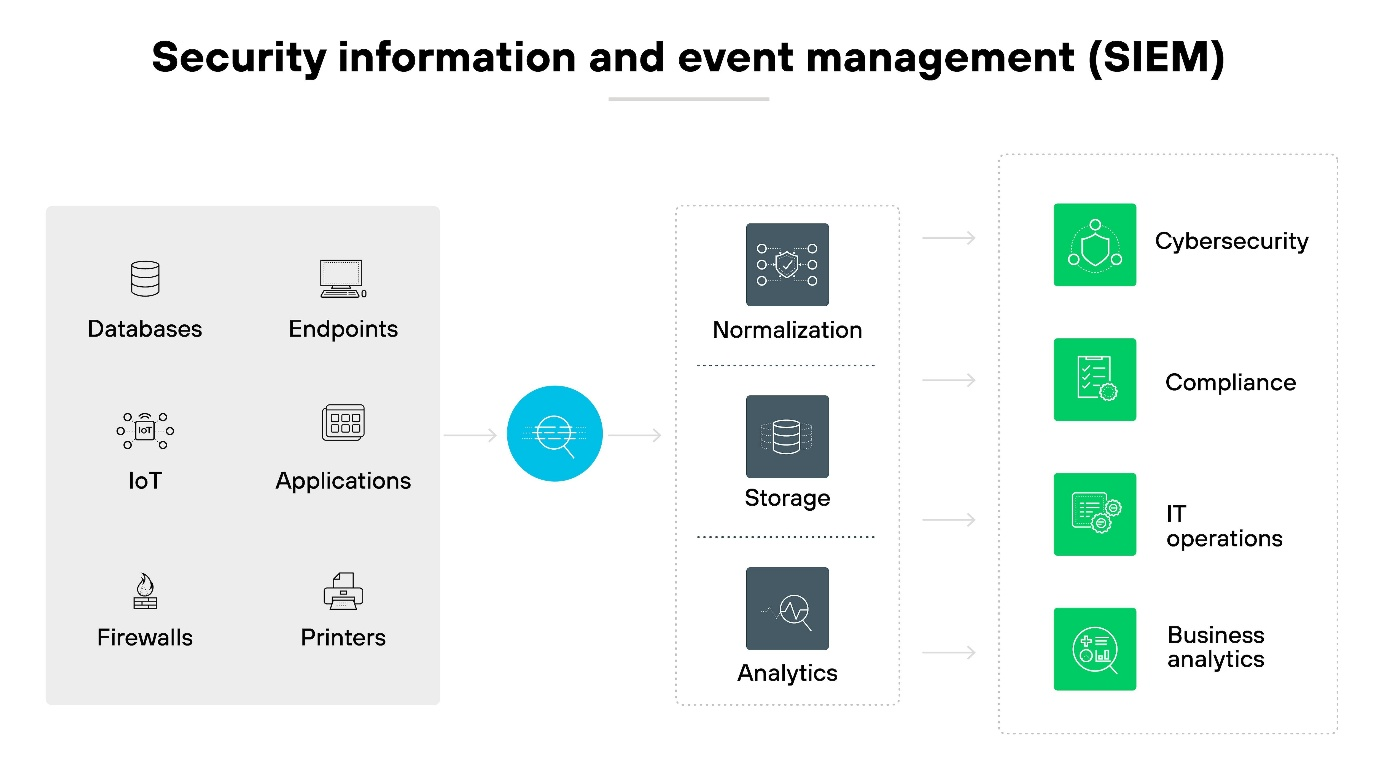 Security information and event management (SIEM)
Databases
Endpoints
IoT
IoT
Applications
Firewalls
Printers
Normalization
Storage
Analytics
Cybersecurity
Compliance
IT
operations
Business
analytics